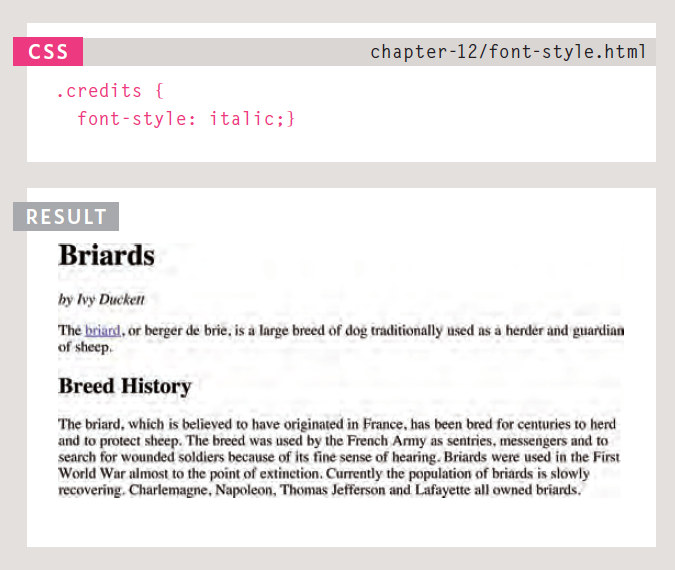 CSS
chapter-12/font-style.html
.credits {
  font-style: italic;}
RESULT
Briards
by Ivy Duckett
The briard, or berger de brie, is a large breed of dog traditionally used as a herder and guardian
of sheep.
Breed History
The briard, which is believed to have originated in France, has been bred for centuries to herd
and to protect sheep. The breed was used by the French Army as sentries, messengers and to
search for wounded soldiers because of its fine sense of hearing. Briards were used in the First
World War almost to the point of extinction. Currently the population of briards is slowly
recovering. Charlemagne, Napoleon, Thomas Jefferson and Lafayette all owned briards.